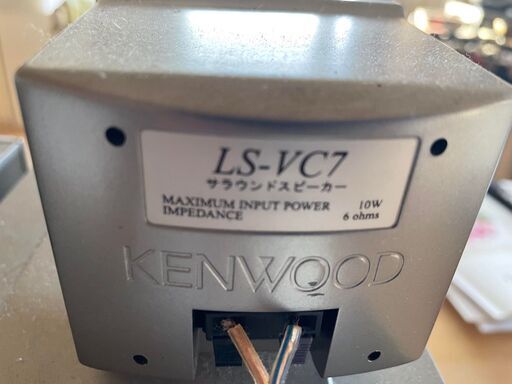 LS-VC7
サラウンドスピーカー
MAXIMUM INPUT POWER 10W
IMPEDANCE 6 ohms
KENWOOD